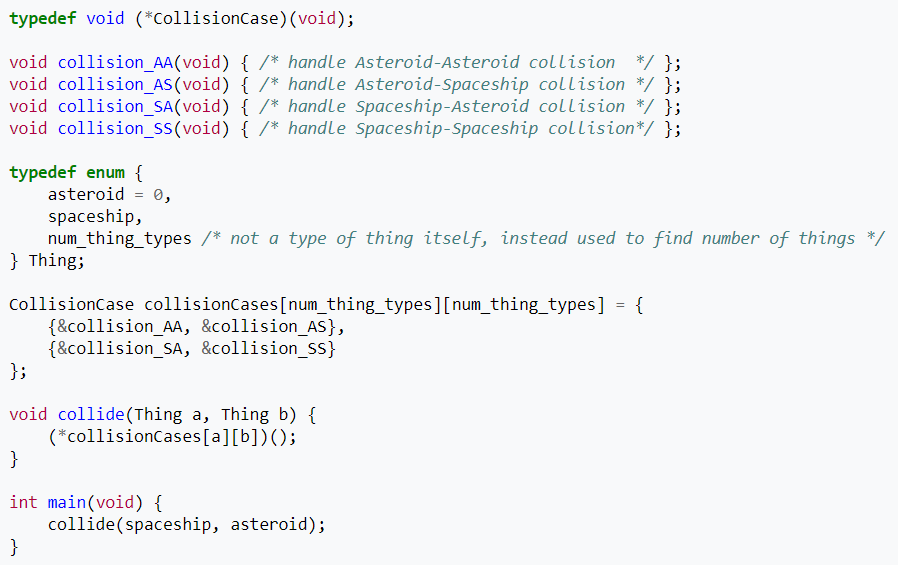 typedef void (*CollisionCase)(void);

void collision_AA(void) { /* handle Asteroid-Asteroid collision  */ };
void collision_AS(void) { /* handle Asteroid-Spaceship collision */ };
void collision_SA(void) { /* handle Spaceship-Asteroid collision */ };
void collision_SS(void) { /* handle Spaceship-Spaceship collision*/ };

typedef enum {
    asteroid = 0,
    spaceship,
    num_thing_types /* not a type of thing itself, instead used to find number of things */
} Thing;

CollisionCase collisionCases[num_thing_types][num_thing_types] = {
    {&collision_AA, &collision_AS},
    {&collision_SA, &collision_SS}
};

void collide(Thing a, Thing b) {
    (*collisionCases[a][b])();
}

int main(void) {
    collide(spaceship, asteroid);
}